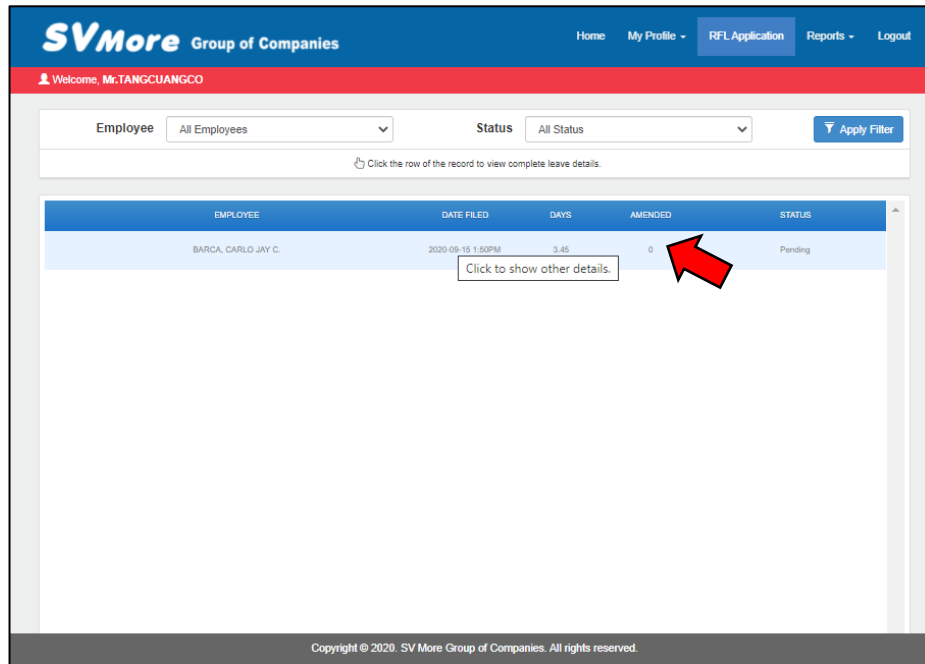 SVMore Group of Companies
Home My Profile RFL Application Reports Logout
Welcome, Mr.TANGCUANGCO
Employee All Employees Status All Status Apply Filter
Click the row of the record to view complete leave details.
EMPLOYEE DATE FILED DAYS AMENDED STATUS
BARCA, CARLO JAY C. 2020-09-15 1:50PM 3.45 0 Pending
Click to show other details.
Copyright © 2020. SV More Group of Companies. All rights reserved.